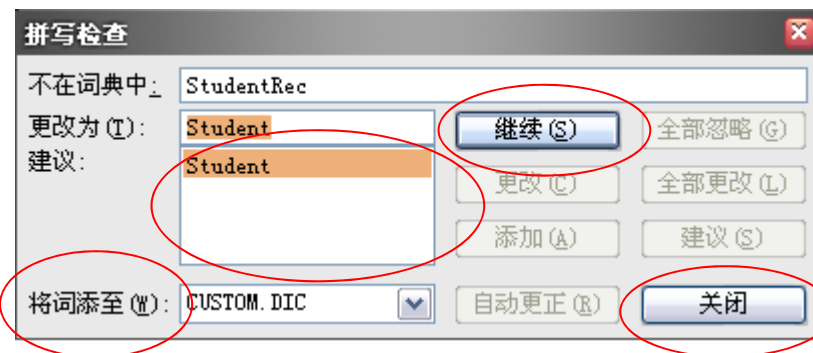 拼写检查
不在词典中: StudentRec
更改为(T): Student 继续(S) 全部忽略(G)
建议: Student
更改(C) 全部更改(L)
添加(A) 建议(S)
将词添至(W): CUSTOM.DIC 自动更正(R) 关闭